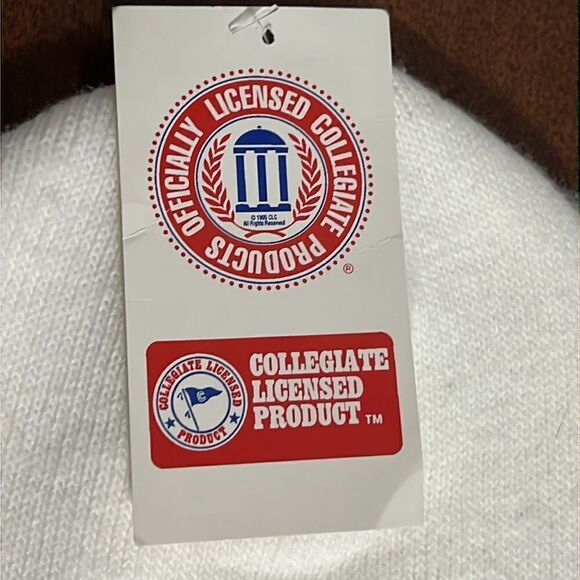 OFFICIALLY LICENSED COLLEGIATE PRODUCTS
© 1995 CLC
All Rights Reserved
®
COLLEGIATE LICENSED
PRODUCT
COLLEGIATE
LICENSED
PRODUCT TM